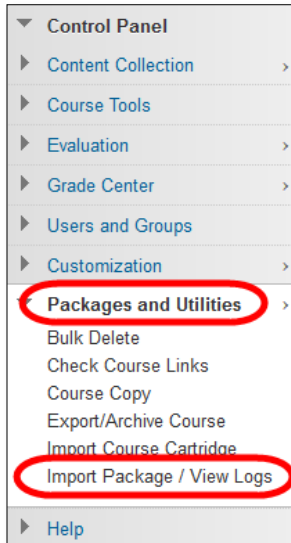 Control Panel
Content Collection
Course Tools
Evaluation
Grade Center
Users and Groups
Customization
Packages and Utilities
Bulk Delete
Check Course Links
Course Copy
Export/Archive Course
Import Course Cartridge
Import Package / View Logs
Help